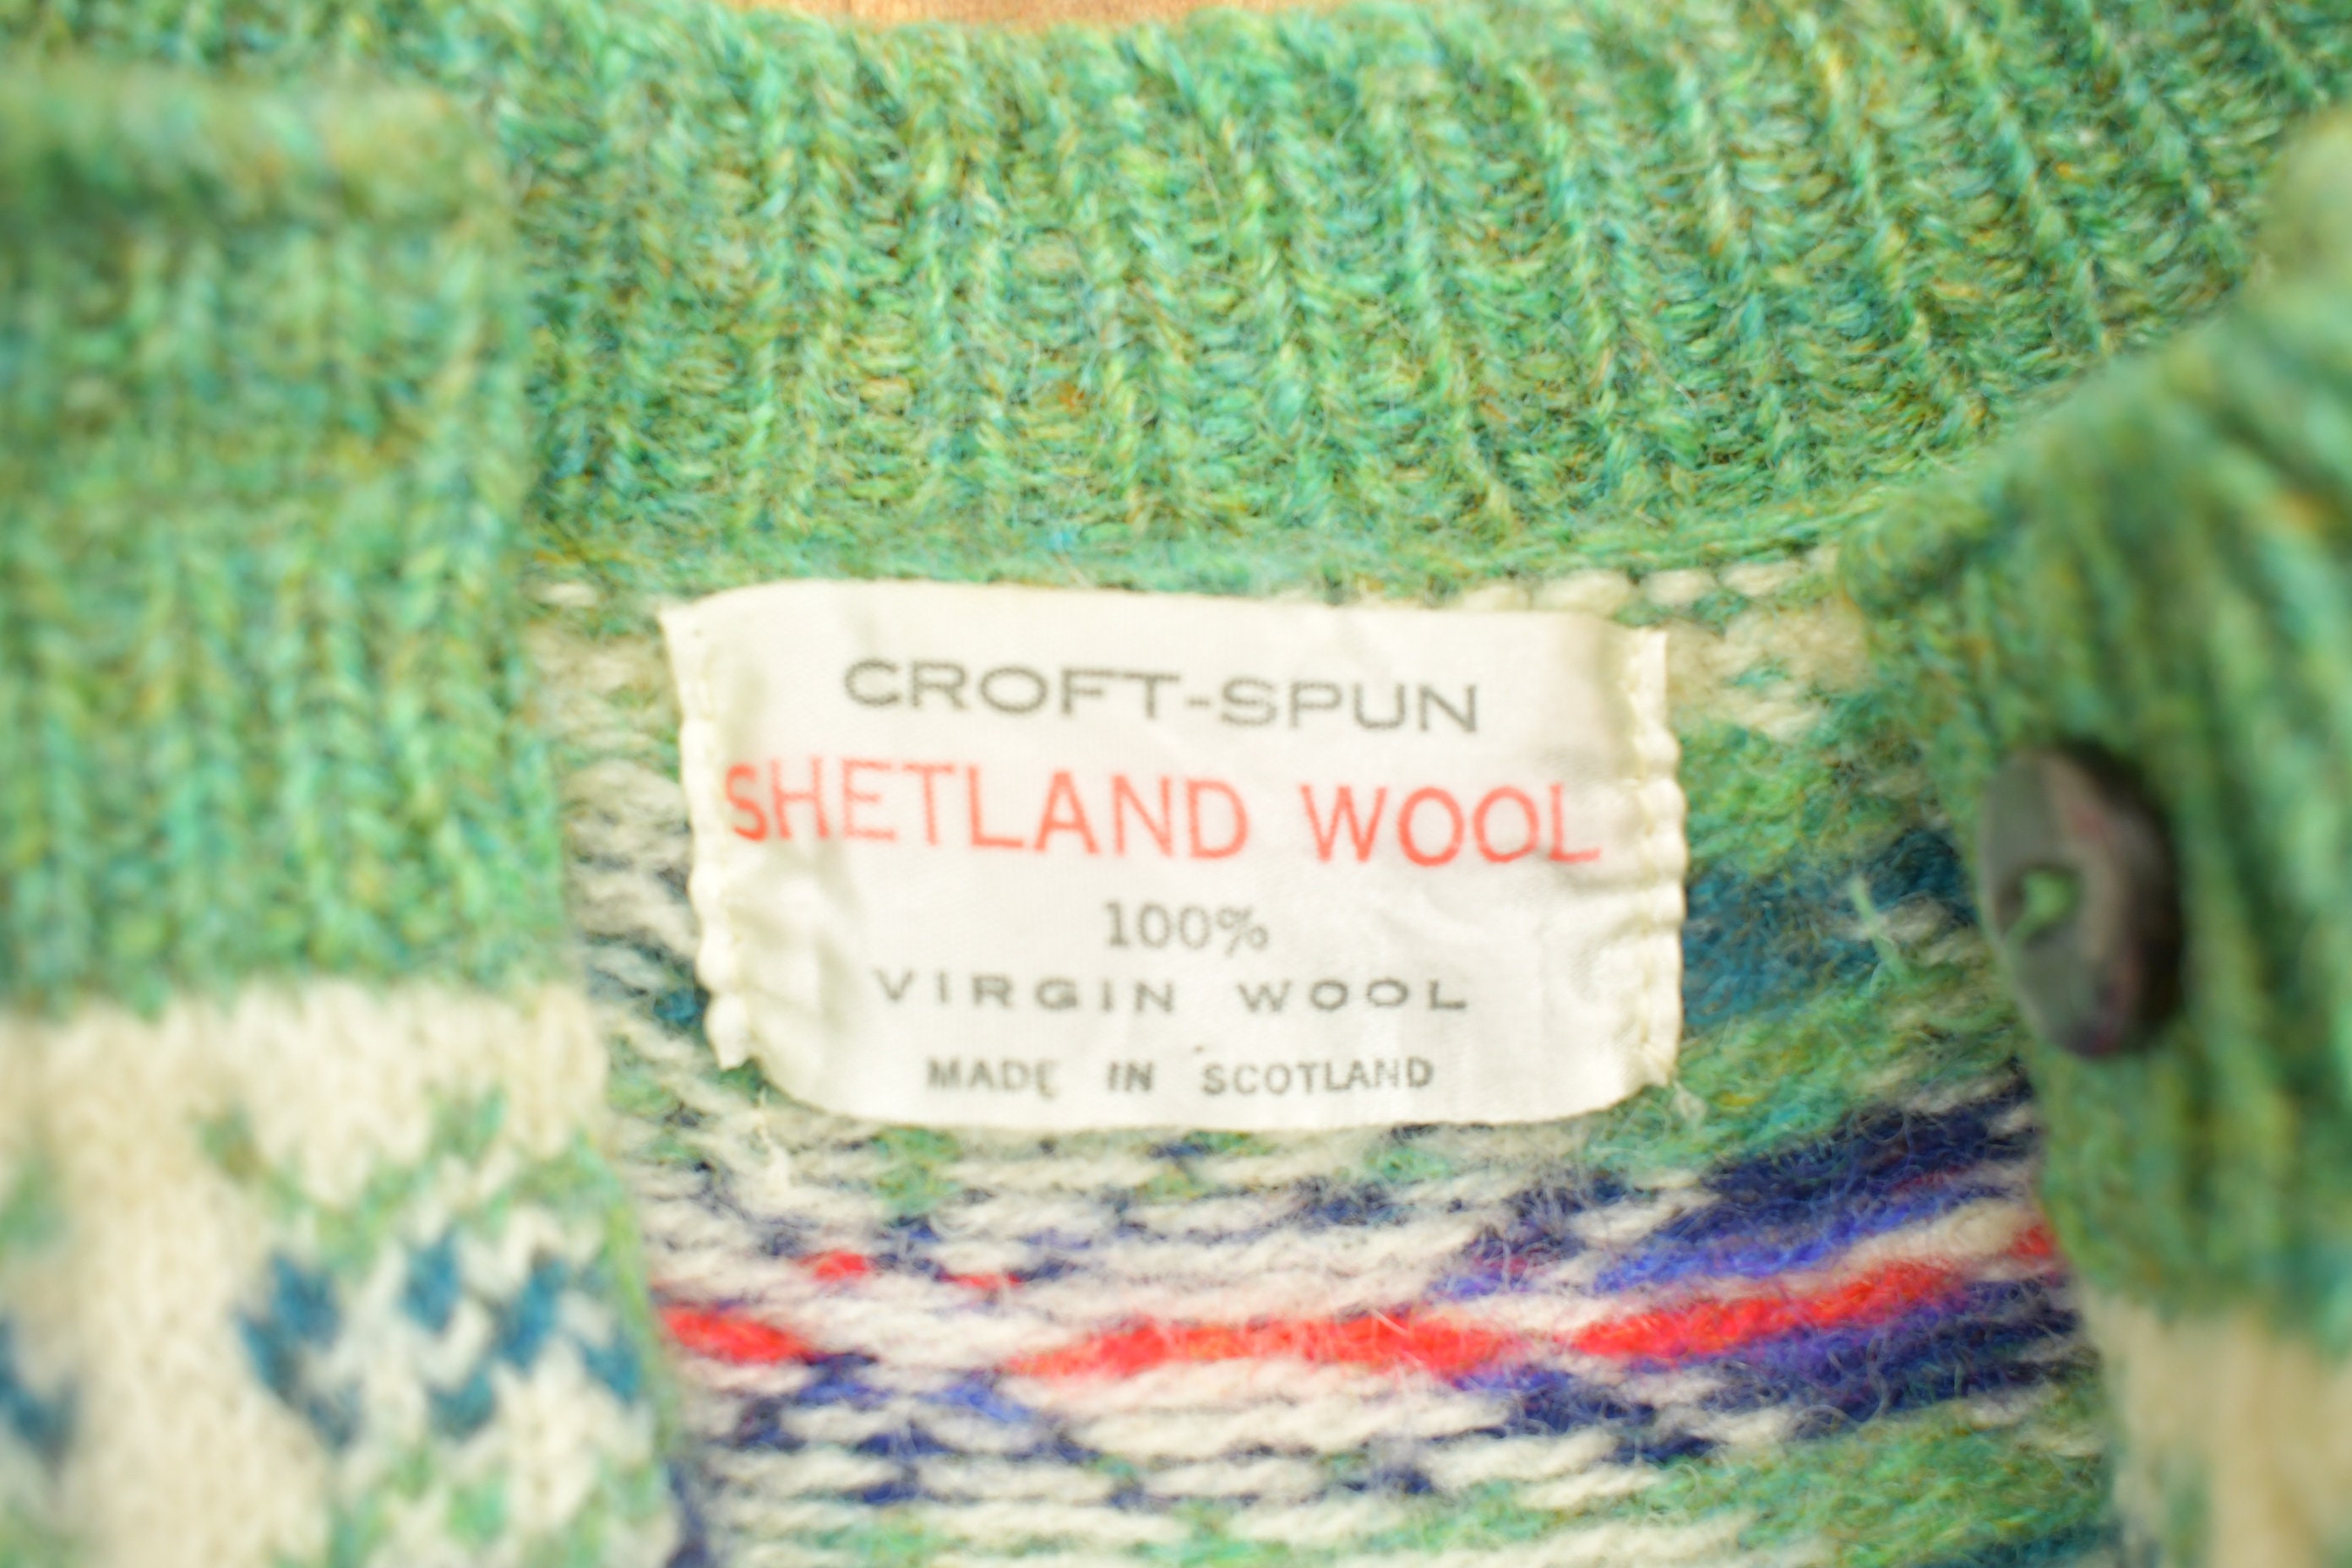 CROFT-SPUN
SHETLAND WOOL
100%
VIRGIN WOOL
MADE IN SCOTLAND